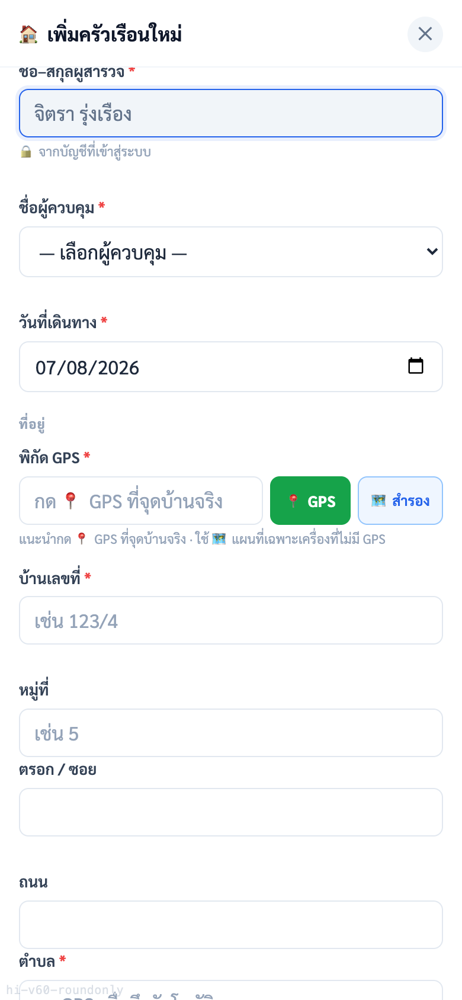 🏠 เพิ่มครัวเรือนใหม่
ชื่อ–สกุลผู้สำรวจ *
จิตรา รุ่งเรือง
🔒 จากบัญชีที่เข้าสู่ระบบ
ชื่อผู้ควบคุม *
— เลือกผู้ควบคุม —
วันที่เดินทาง *
07/08/2026
ที่อยู่
พิกัด GPS *
กด 📍 GPS ที่จุดบ้านจริง
📍 GPS
🗺️ สำรอง
แนะนำกด 📍 GPS ที่จุดบ้านจริง · ใช้ 🗺️ แผนที่เฉพาะเครื่องที่ไม่มี GPS
บ้านเลขที่ *
เช่น 123/4
หมู่ที่
เช่น 5
ตรอก / ซอย
ถนน
ตำบล *
hi-v60-roundonly